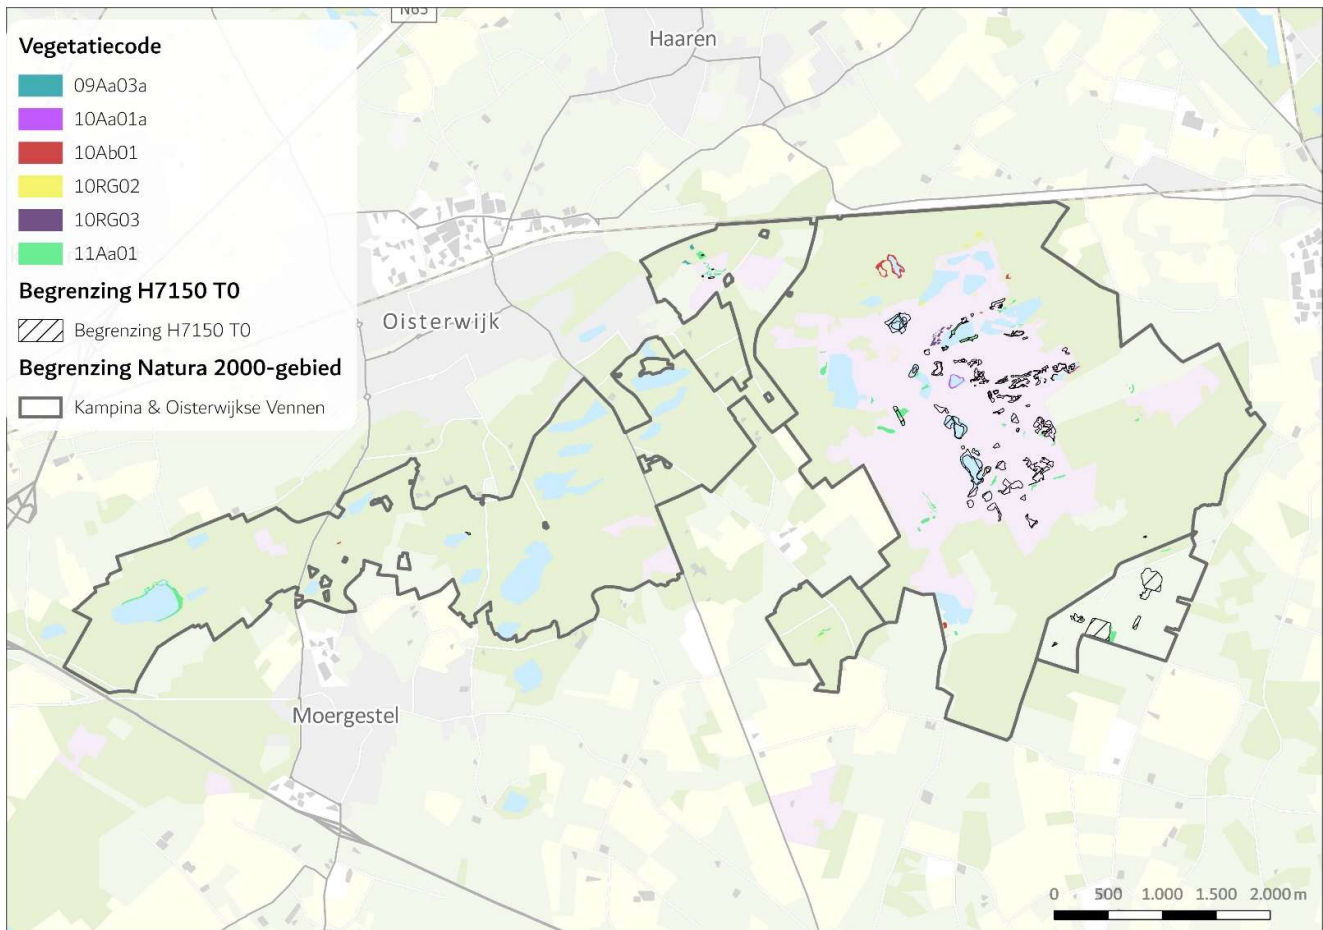 N65
Haaren
Vegetatiecode
09Aa03a
10Aa01a
10Ab01
10RG02
10RG03
11Aa01
Begrenzing H7150 T0
Begrenzing H7150 T0
Begrenzing Natura 2000-gebied
Kampina & Oisterwijkse Vennen
Oisterwijk
Moergestel
0 500 1.000 1.500 2.000 m